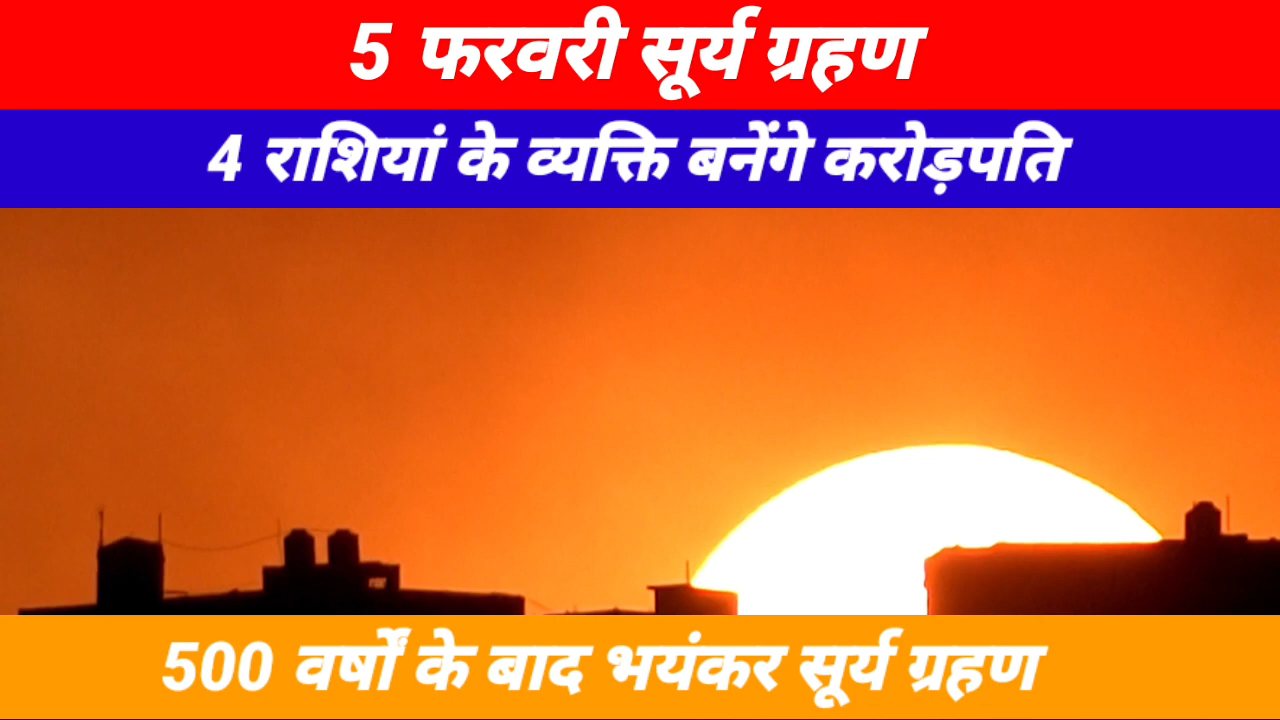 5 फरवरी सूर्य ग्रहण
4 राशियां के व्यक्ति बनेंगे करोड़पति
500 वर्षों के बाद भयंकर सूर्य ग्रहण